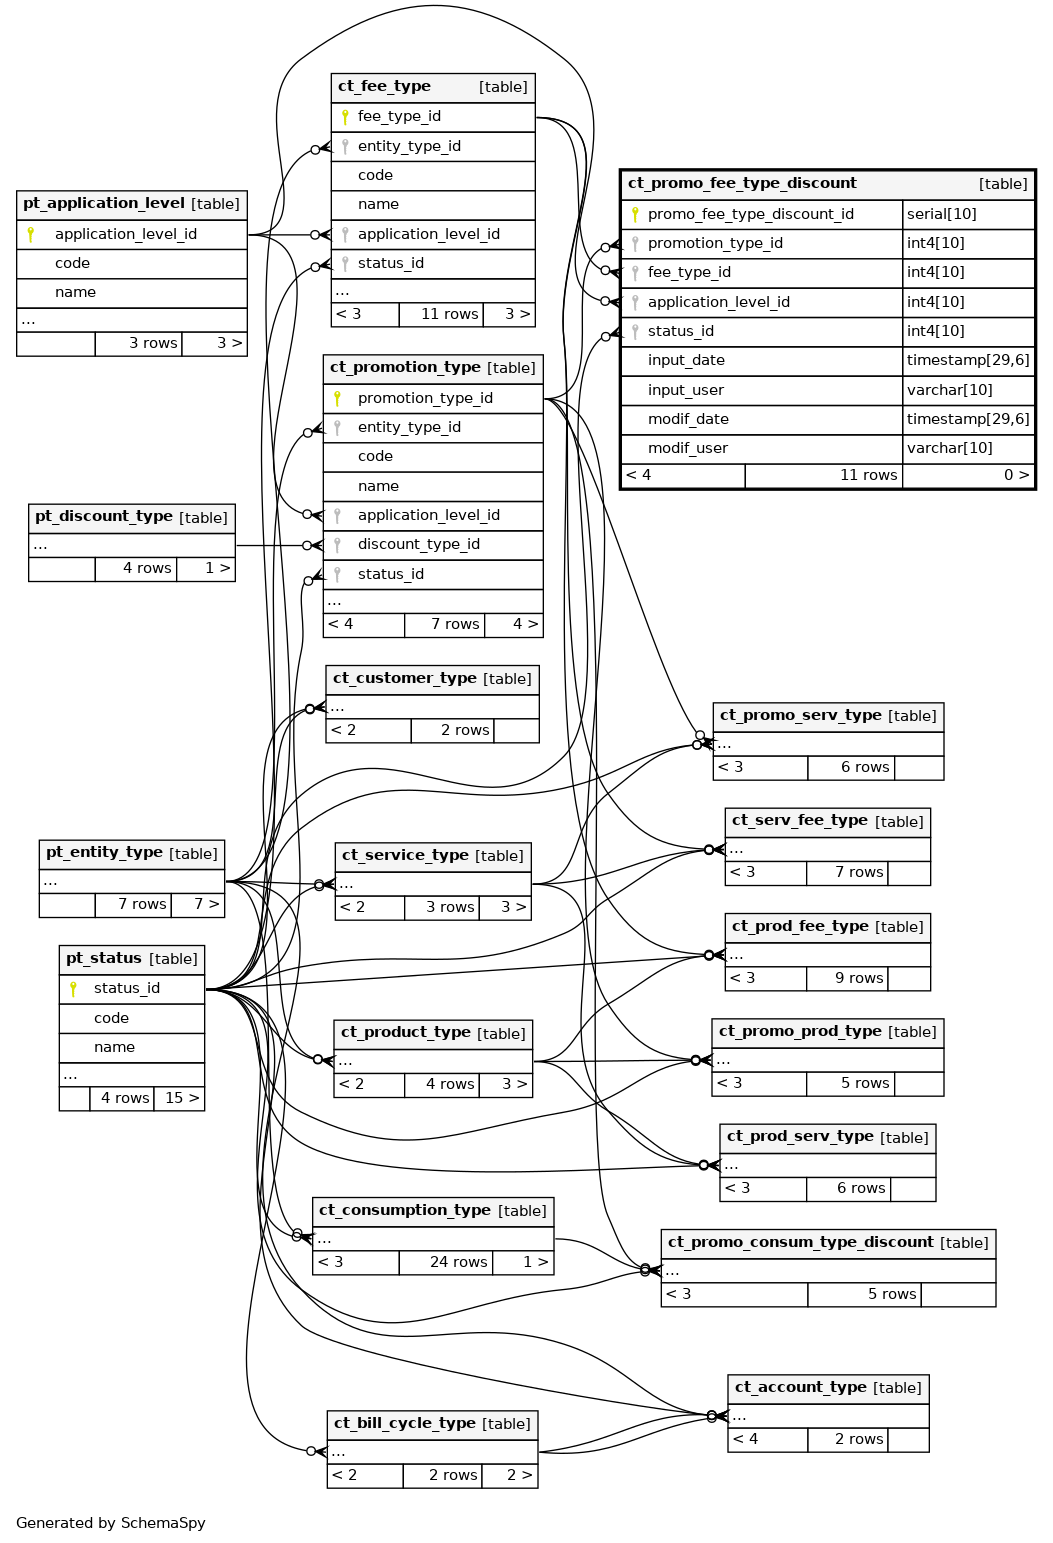 ct_fee_type [table]
fee_type_id
entity_type_id
code
name
application_level_id
status_id
...
< 3 11 rows 3 >
ct_promo_fee_type_discount [table]
promo_fee_type_discount_id serial[10]
promotion_type_id int4[10]
fee_type_id int4[10]
application_level_id int4[10]
status_id int4[10]
input_date timestamp[29,6]
input_user varchar[10]
modif_date timestamp[29,6]
modif_user varchar[10]
< 4 11 rows 0 >
pt_application_level [table]
application_level_id
code
name
...
3 rows 3 >
ct_promotion_type [table]
promotion_type_id
entity_type_id
code
name
application_level_id
discount_type_id
status_id
...
< 4 7 rows 4 >
pt_discount_type [table]
...
4 rows 1 >
ct_customer_type [table]
...
< 2 2 rows
ct_promo_serv_type [table]
...
< 3 6 rows
ct_serv_fee_type [table]
...
< 3 7 rows
pt_entity_type [table]
...
7 rows 7 >
ct_service_type [table]
...
< 2 3 rows 3 >
ct_prod_fee_type [table]
...
< 3 9 rows
pt_status [table]
status_id
code
name
...
4 rows 15 >
ct_product_type [table]
...
< 2 4 rows 3 >
ct_promo_prod_type [table]
...
< 3 5 rows
ct_prod_serv_type [table]
...
< 3 6 rows
ct_consumption_type [table]
...
< 3 24 rows 1 >
ct_promo_consum_type_discount [table]
...
< 3 5 rows
ct_account_type [table]
...
< 4 2 rows
ct_bill_cycle_type [table]
...
< 2 2 rows 2 >
Generated by SchemaSpy